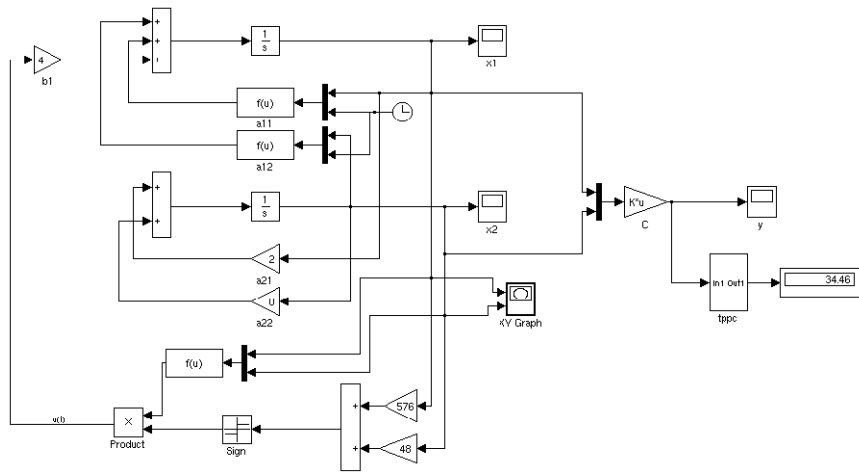 +
+
1
s
x1
4
b1
f(u)
a11
f(u)
a12
+
+
1
s
x2
2
a21
U
a22
K*u
C
y
In1 Out1
tppc
34.46
XY Graph
f(u)
u(t)
×
Product
Sign
+
+
576
48